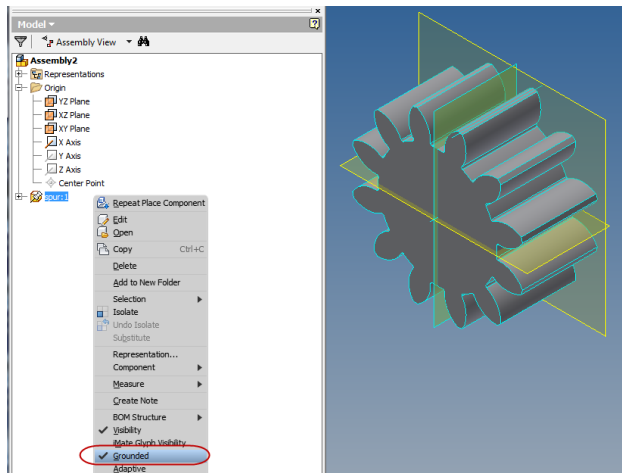 Model
Assembly View
Assembly2
Representations
Origin
YZ Plane
XZ Plane
XY Plane
X Axis
Y Axis
Z Axis
Center Point
spur:1
Repeat Place Component
Edit
Open
Copy Ctrl+C
Delete
Add to New Folder
Selection
Isolate
Undo Isolate
Substitute
Representation...
Component
Measure
Create Note
BOM Structure
Visibility
iMate Glyph Visibility
Grounded
Adaptive